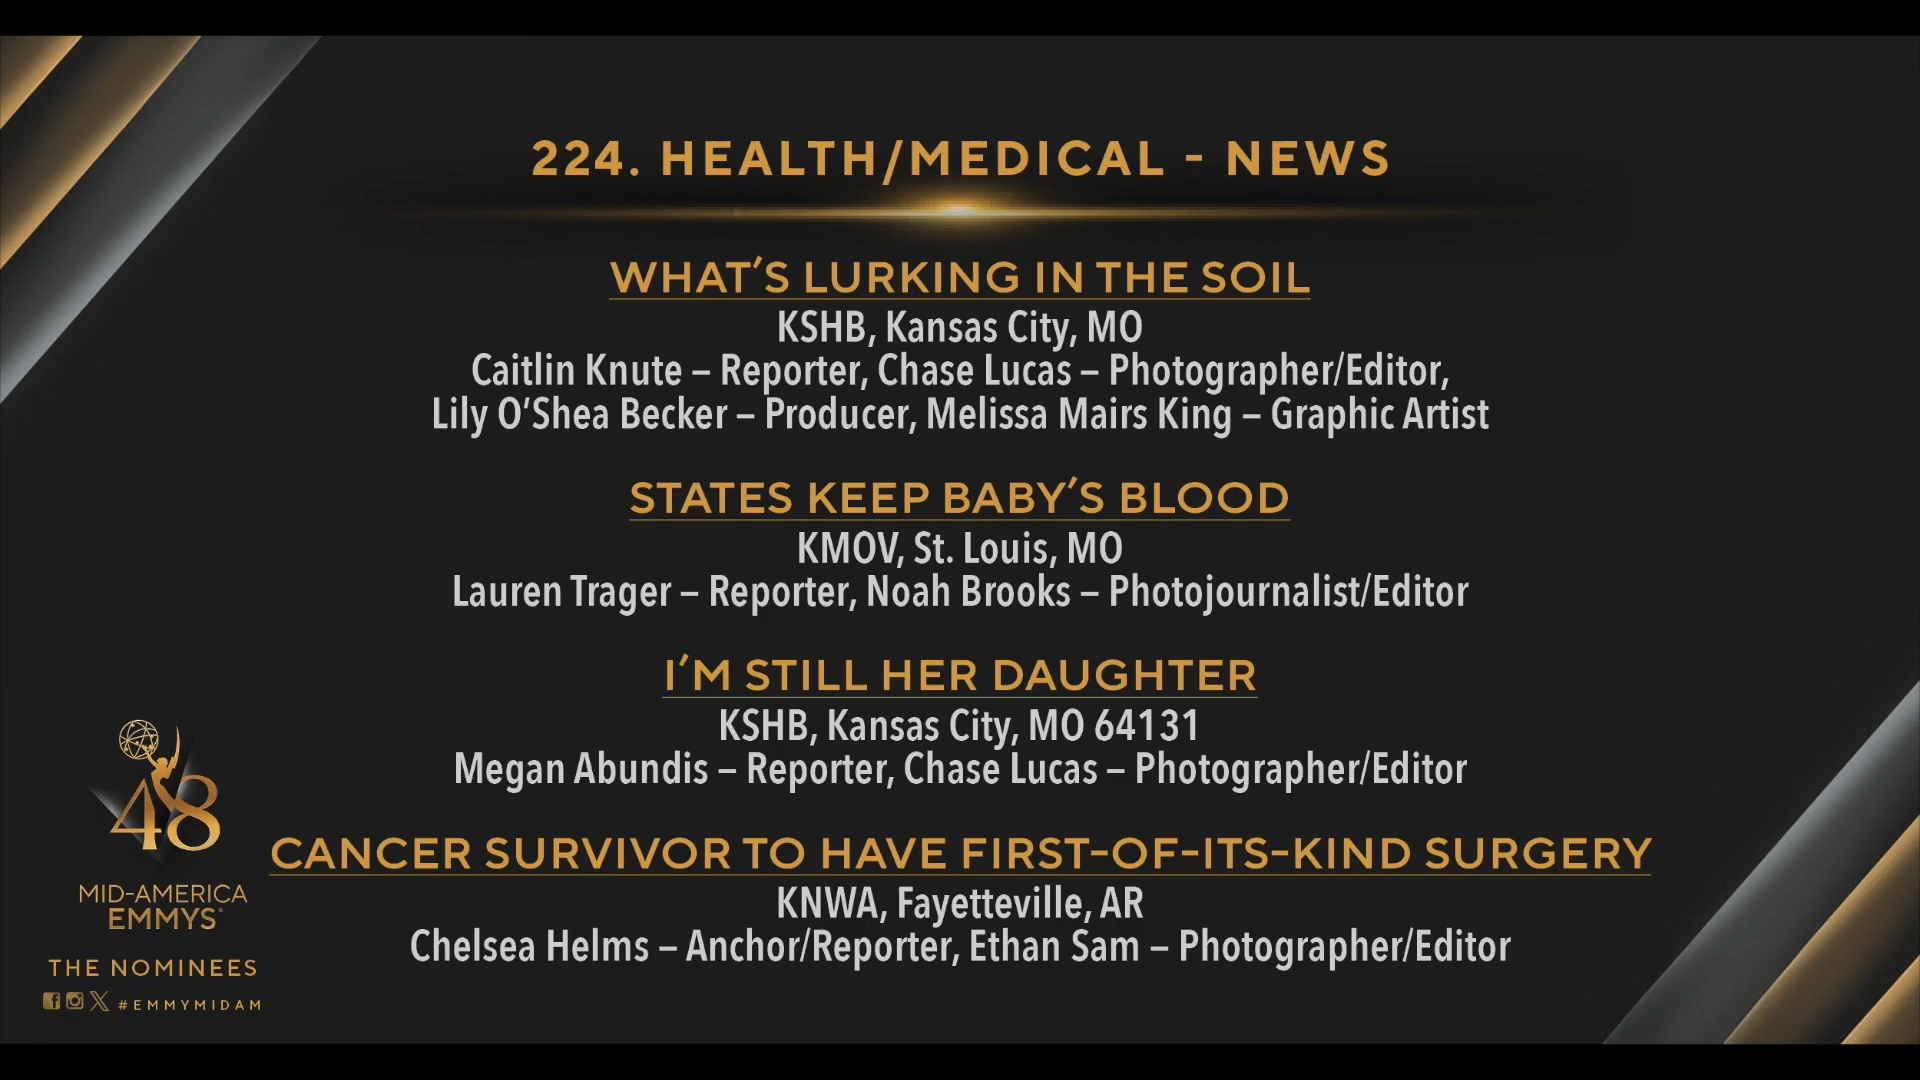 224. HEALTH/MEDICAL - NEWS
WHAT'S LURKING IN THE SOIL
KSHB, Kansas City, MO
Caitlin Knute – Reporter, Chase Lucas – Photographer/Editor,
Lily O'Shea Becker – Producer, Melissa Mairs King – Graphic Artist
STATES KEEP BABY'S BLOOD
KMOV, St. Louis, MO
Lauren Trager – Reporter, Noah Brooks – Photojournalist/Editor
I'M STILL HER DAUGHTER
KSHB, Kansas City, MO 64131
Megan Abundis – Reporter, Chase Lucas – Photographer/Editor
CANCER SURVIVOR TO HAVE FIRST-OF-ITS-KIND SURGERY
KNWA, Fayetteville, AR
Chelsea Helms – Anchor/Reporter, Ethan Sam – Photographer/Editor
48
MID-AMERICA
EMMYS®
THE NOMINEES
#EMMYMIDAM